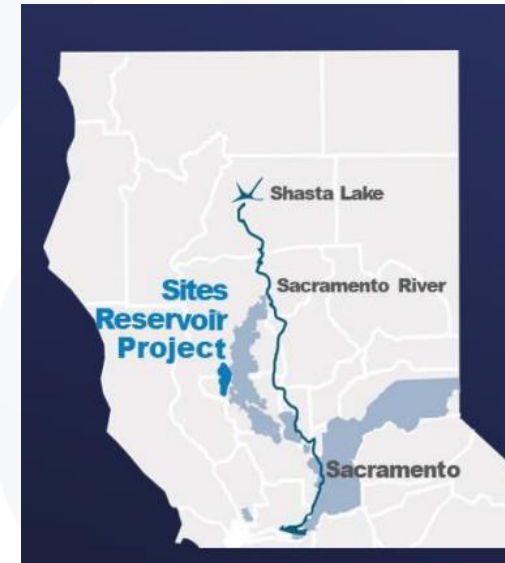 Shasta Lake
Sacramento River
Sites
Reservoir
Project
Sacramento